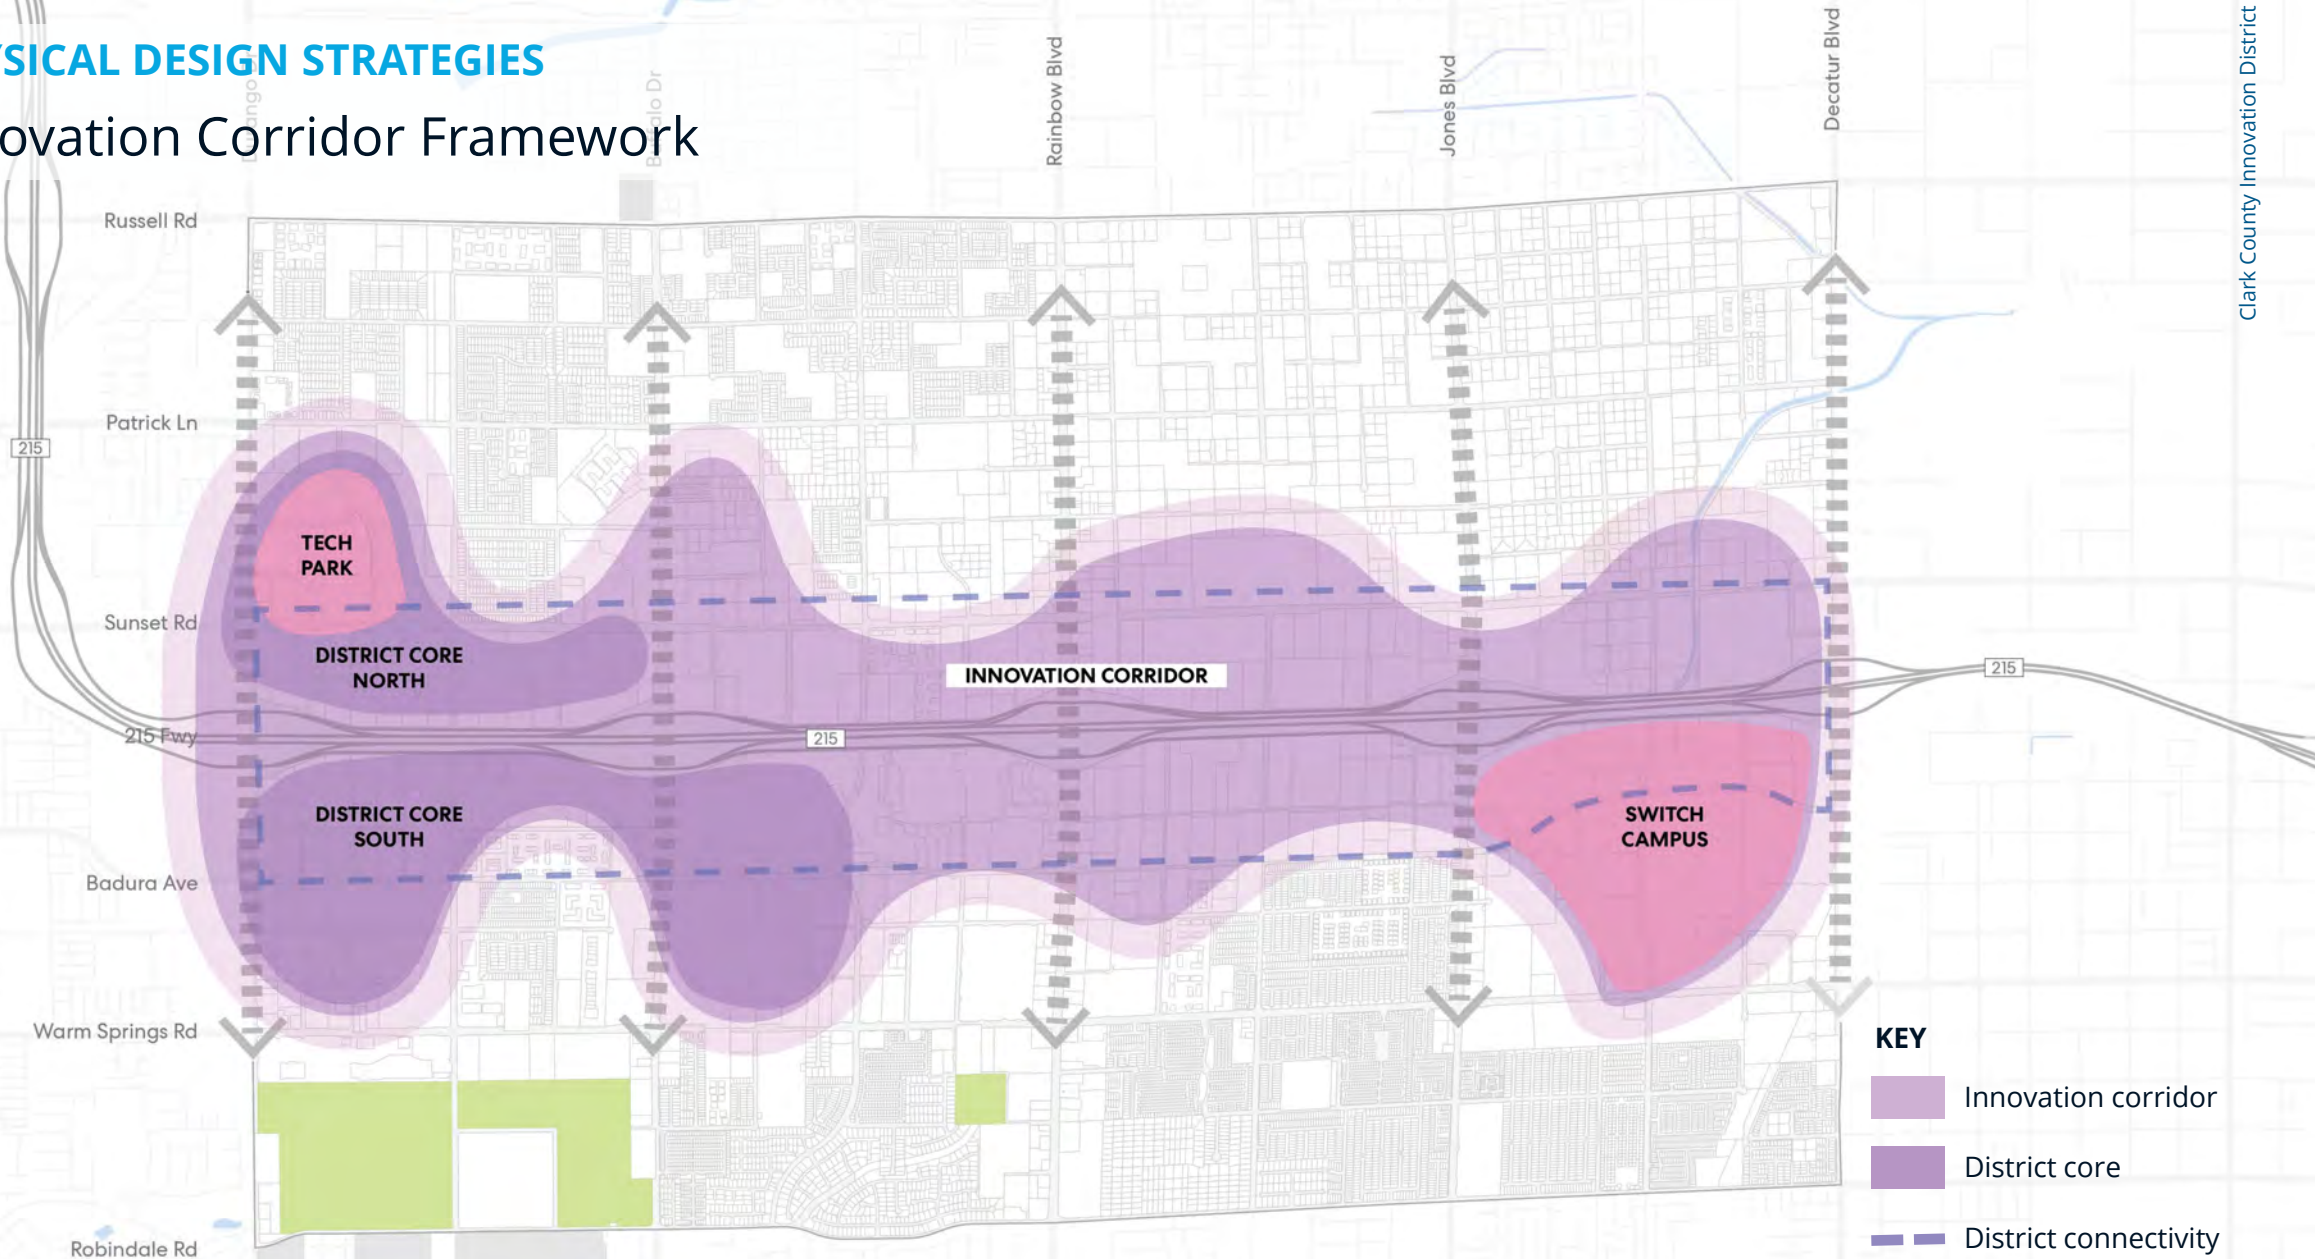 SICAL DESIGN STRATEGIES
ovation Corridor Framework
Buffalo Dr
Rainbow Blvd
Jones Blvd
Decatur Blvd
Clark County Innovation District
Russell Rd
Patrick Ln
215
TECH
PARK
Sunset Rd
DISTRICT CORE
NORTH
INNOVATION CORRIDOR
215
215 Fwy
215
DISTRICT CORE
SOUTH
SWITCH
CAMPUS
Badura Ave
Warm Springs Rd
KEY
Innovation corridor
District core
District connectivity
Robindale Rd